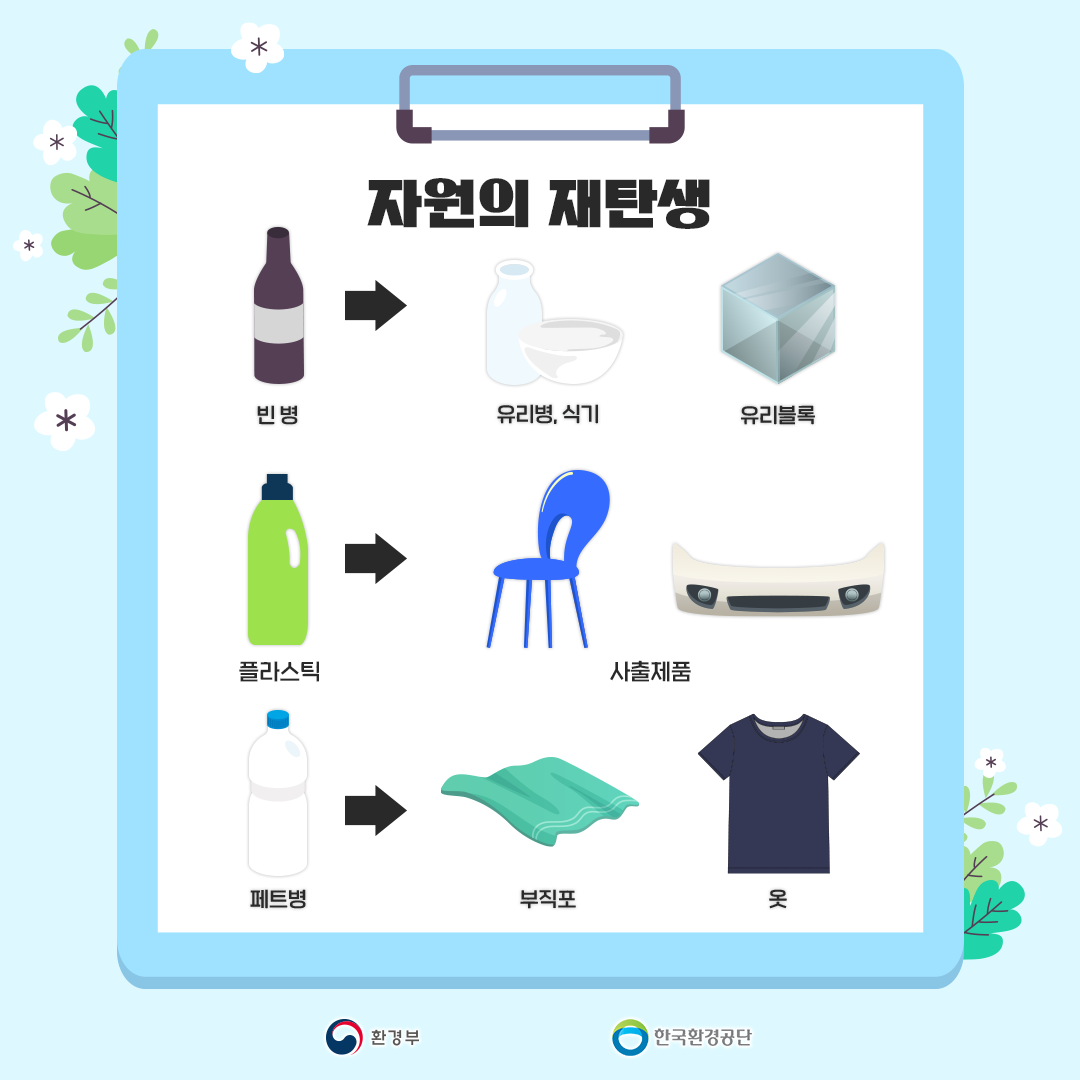 자원의 재탄생
빈 병
유리병, 식기
유리블록
플라스틱
사출제품
페트병
부직포
옷
환경부
한국환경공단